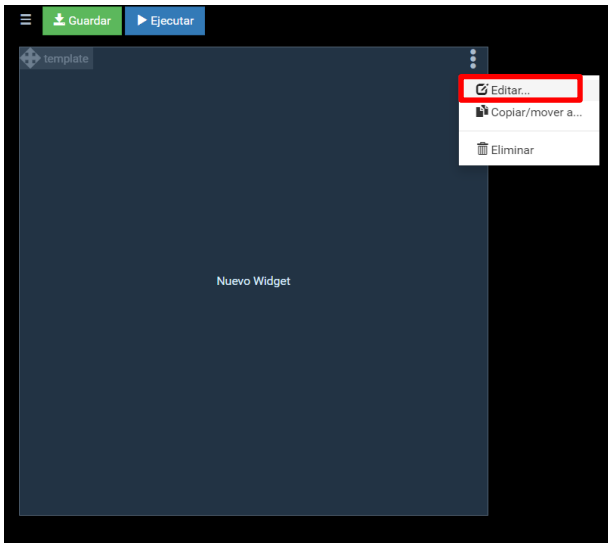 Guardar
Ejecutar
template
Editar...
Copiar/mover a...
Eliminar
Nuevo Widget